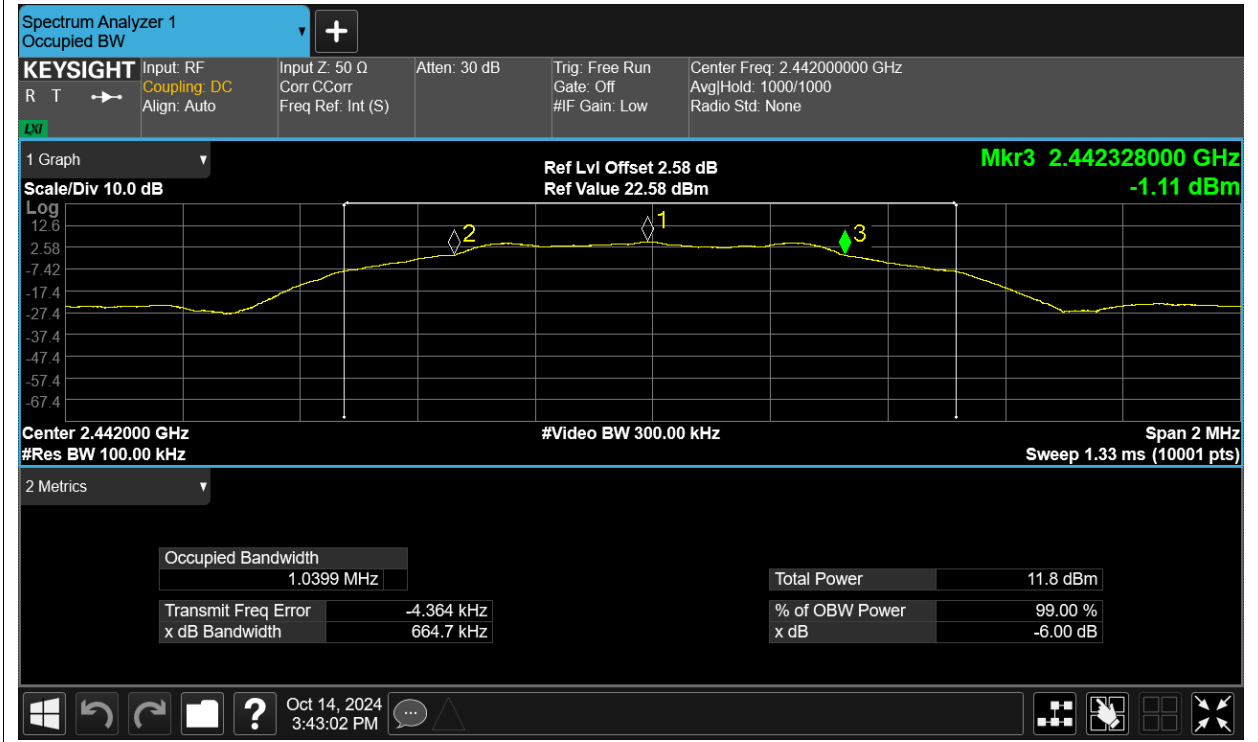 Spectrum Analyzer 1
Occupied BW
KEYSIGHT
R T
LXI
Input: RF
Coupling: DC
Align: Auto
Input Z: 50 Ω
Corr CCorr
Freq Ref: Int (S)
Atten: 30 dB
Trig: Free Run
Gate: Off
#IF Gain: Low
Center Freq: 2.442000000 GHz
Avg|Hold: 1000/1000
Radio Std: None
1 Graph
Scale/Div 10.0 dB
Ref Lvl Offset 2.58 dB
Ref Value 22.58 dBm
Mkr3 2.442328000 GHz
-1.11 dBm
Log
12.6
2.58
-7.42
-17.4
-27.4
-37.4
-47.4
-57.4
-67.4
2
1
3
Center 2.442000 GHz
#Res BW 100.00 kHz
#Video BW 300.00 kHz
Span 2 MHz
Sweep 1.33 ms (10001 pts)
2 Metrics
Occupied Bandwidth
1.0399 MHz
Transmit Freq Error -4.364 kHz
x dB Bandwidth 664.7 kHz
Total Power 11.8 dBm
% of OBW Power 99.00 %
x dB -6.00 dB
?
Oct 14, 2024
3:43:02 PM